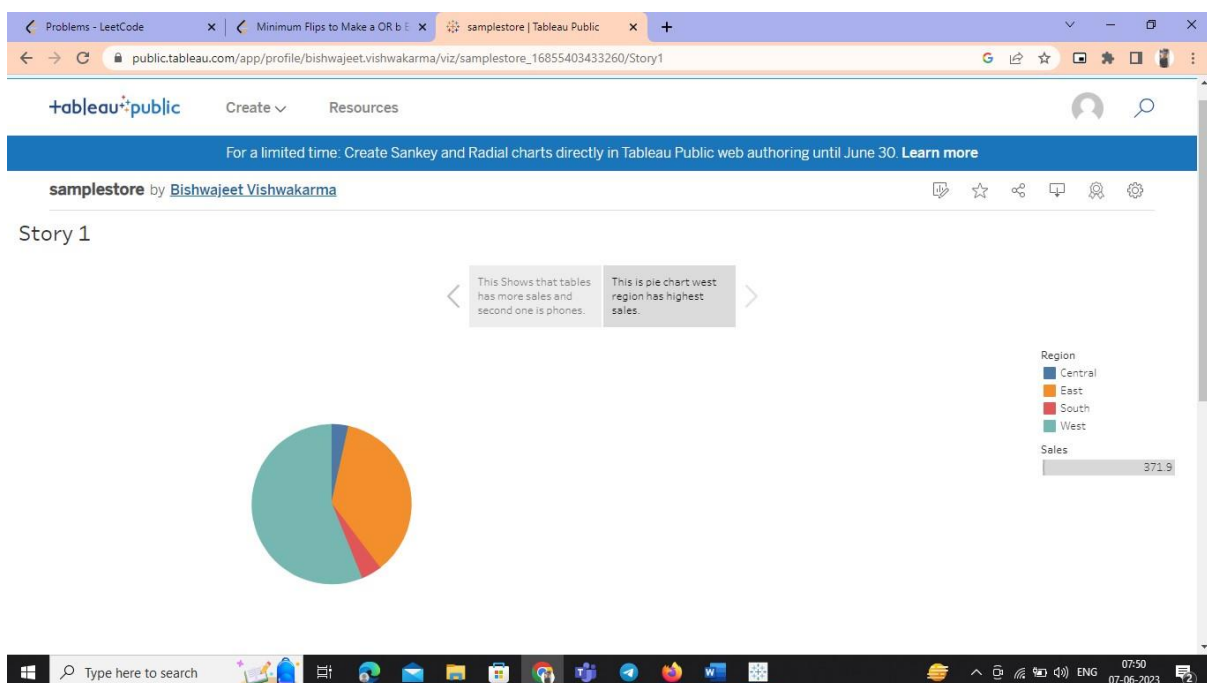 Problems - LeetCode
Minimum Flips to Make a OR b E
samplestore | Tableau Public
public.tableau.com/app/profile/bishwajeet.vishwakarma/viz/samplestore_16855403433260/Story1
+ableau public
Create
Resources
For a limited time: Create Sankey and Radial charts directly in Tableau Public web authoring until June 30. Learn more
samplestore by Bishwajeet Vishwakarma
Story 1
This Shows that tables
has more sales and
second one is phones.
This is pie chart west
region has highest
sales.
Region
Central
East
South
West
Sales
371.9
Type here to search
ENG
07:50
07-06-2023
2